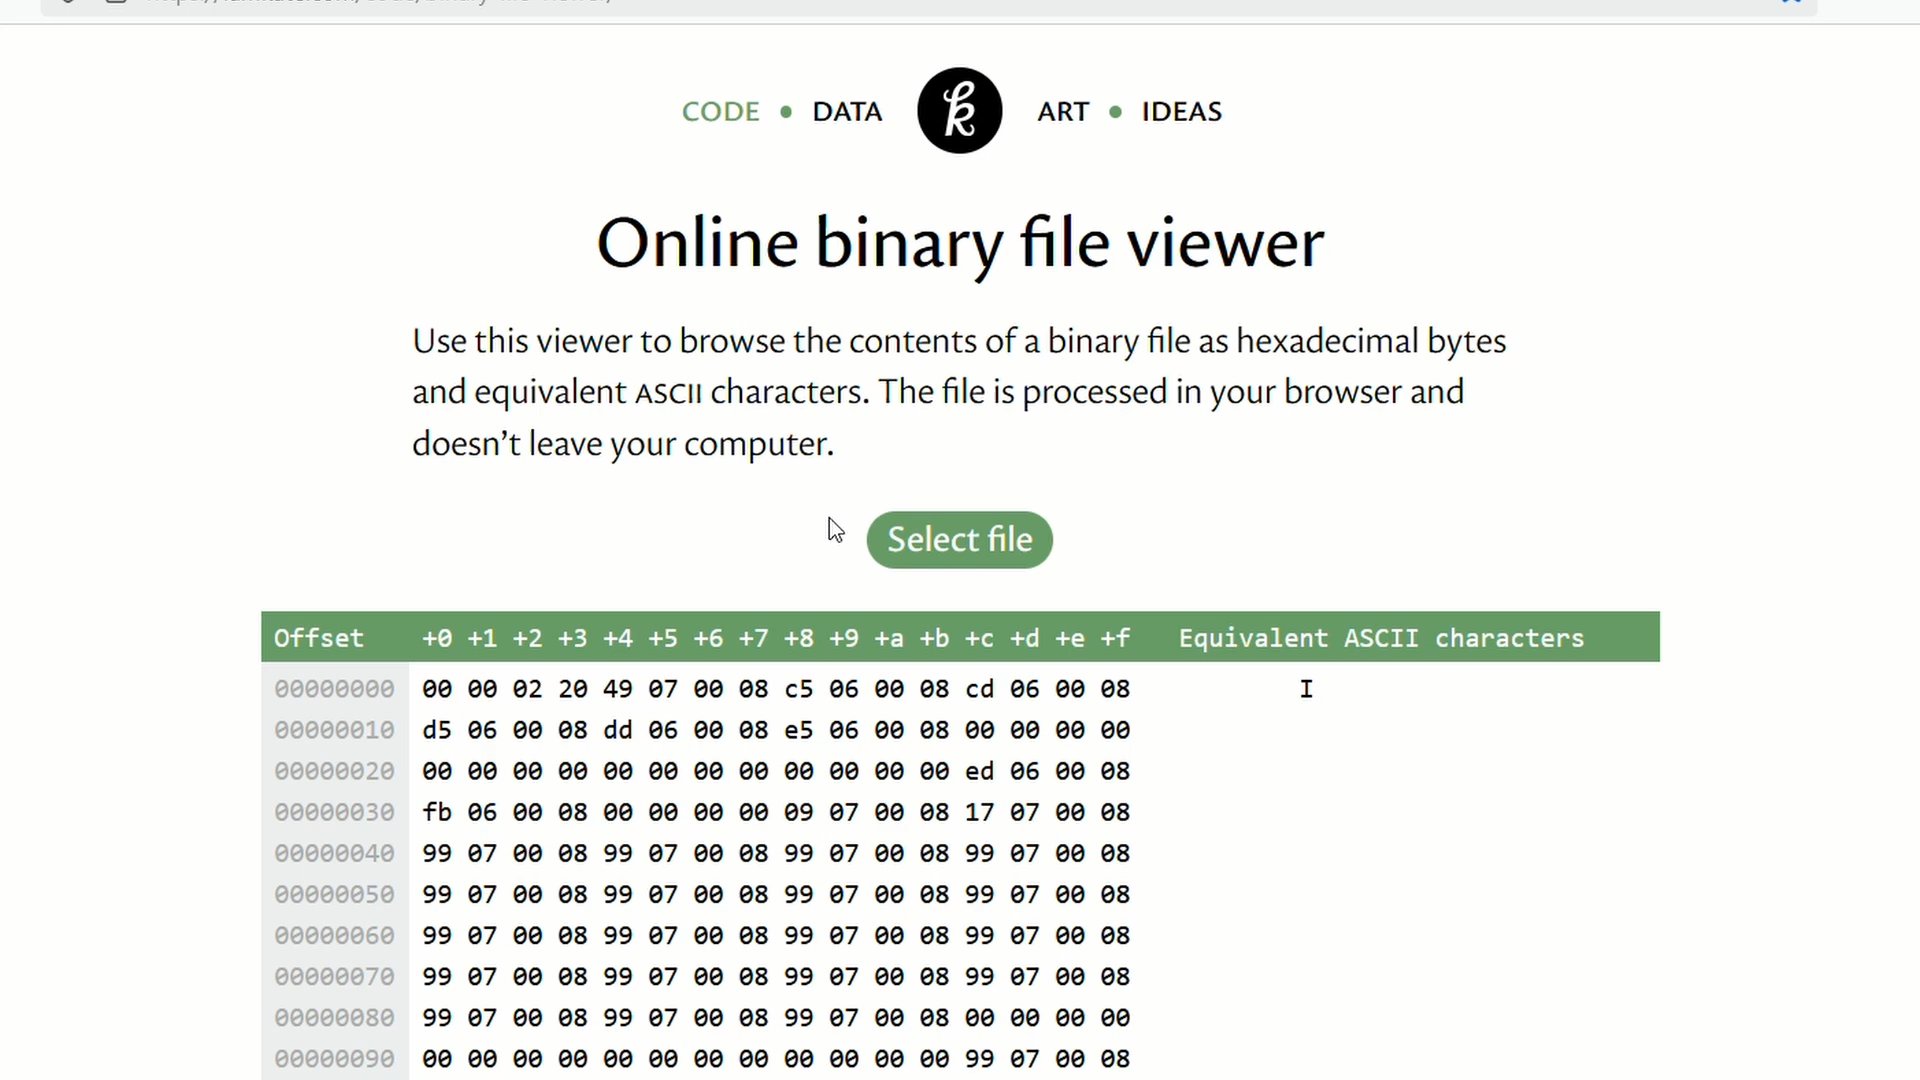 CODE • DATA k ART • IDEAS
Online binary file viewer
Use this viewer to browse the contents of a binary file as hexadecimal bytes
and equivalent ASCII characters. The file is processed in your browser and
doesn’t leave your computer.
Select file
Offset +0 +1 +2 +3 +4 +5 +6 +7 +8 +9 +a +b +c +d +e +f Equivalent ASCII characters
00000000 00 00 02 20 49 07 00 08 c5 06 00 08 cd 06 00 08 I
00000010 d5 06 00 08 dd 06 00 08 e5 06 00 08 00 00 00 00
00000020 00 00 00 00 00 00 00 00 00 00 00 00 ed 06 00 08
00000030 fb 06 00 08 00 00 00 00 09 07 00 08 17 07 00 08
00000040 99 07 00 08 99 07 00 08 99 07 00 08 99 07 00 08
00000050 99 07 00 08 99 07 00 08 99 07 00 08 99 07 00 08
00000060 99 07 00 08 99 07 00 08 99 07 00 08 99 07 00 08
00000070 99 07 00 08 99 07 00 08 99 07 00 08 99 07 00 08
00000080 99 07 00 08 99 07 00 08 99 07 00 08 00 00 00 00
00000090 00 00 00 00 00 00 00 00 00 00 00 00 99 07 00 08